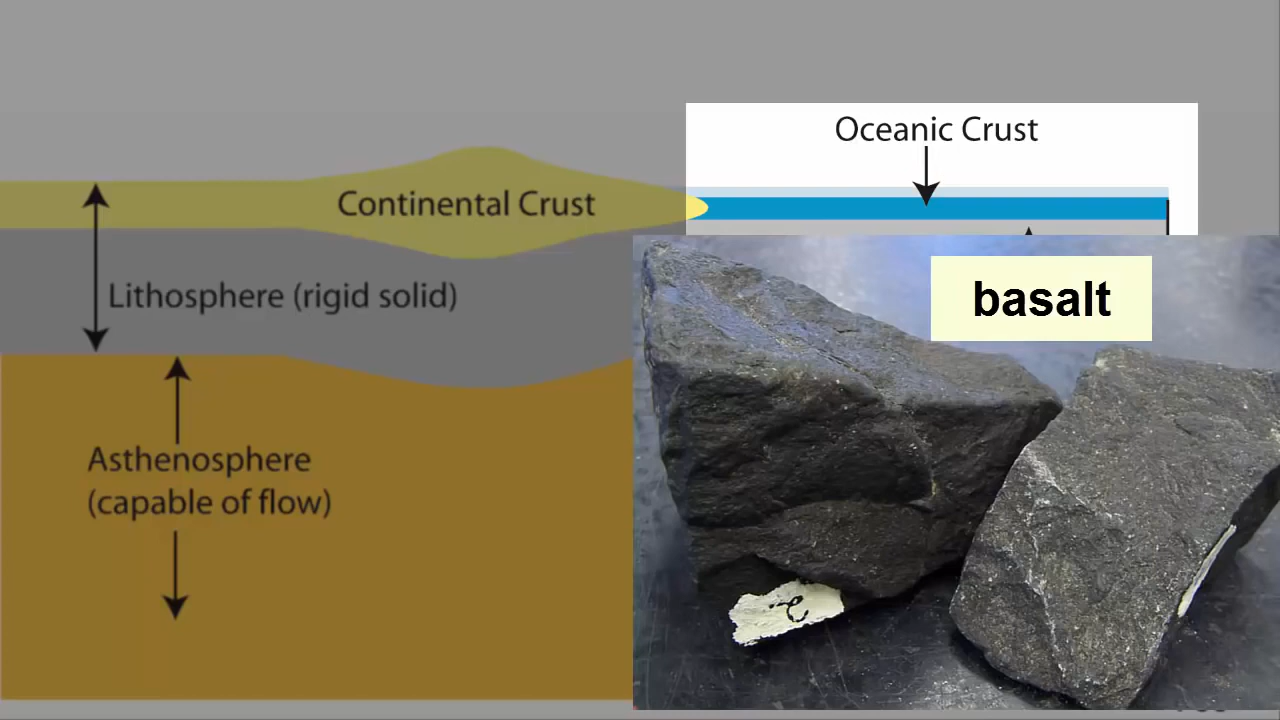 Oceanic Crust
Continental Crust
Lithosphere (rigid solid)
basalt
Asthenosphere
(capable of flow)